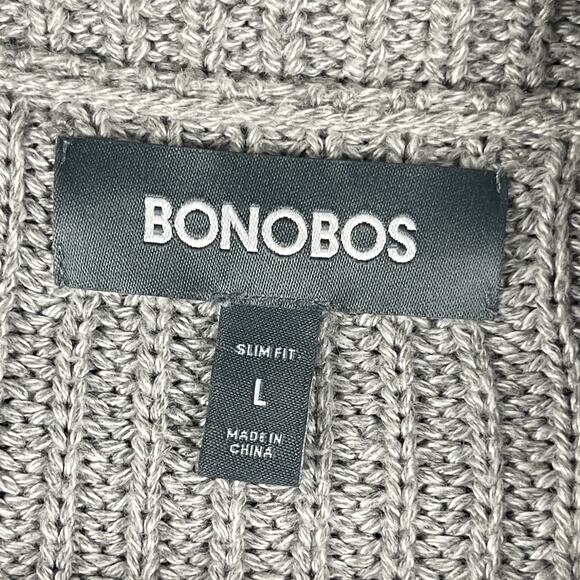 BONOBOS
SLIM FIT
L
MADE IN
CHINA